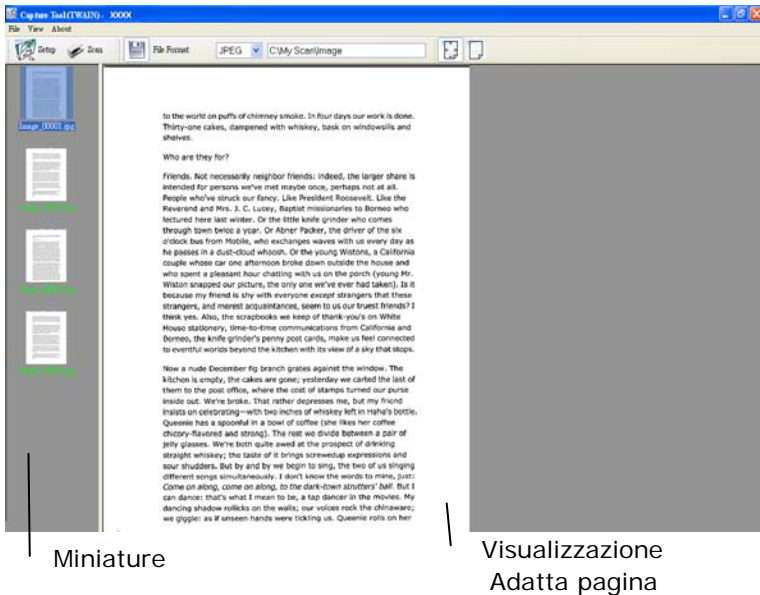 Capture Tool(TWAIN)- XXXX
File View About
Setup Scan File Format: JPEG C:\My Scan\Image
Image_00001.jpg
to the world on puffs of chimney smoke. In four days our work is done.
Thirty-one cakes, dampened with whiskey, bask on windowsills and
shelves.
Who are they for?
Friends. Not necessarily neighbor friends: indeed, the larger share is
intended for persons we've met maybe once, perhaps not at all.
People who've struck our fancy. Like President Roosevelt. Like the
Reverend and Mrs. J. C. Lucey, Baptist missionaries to Borneo who
lectured here last winter. Or the little knife grinder who comes
through town twice a year. Or Abner Packer, the driver of the six
o'clock bus from Mobile, who exchanges waves with us every day as
he passes in a dust-cloud whoosh. Or the young Wistons, a California
couple whose car one afternoon broke down outside the house and
who spent a pleasant hour chatting with us on the porch (young Mr.
Wiston snapped our picture, the only one we've ever had taken). Is it
because my friend is shy with everyone except strangers that these
strangers, and merest acquaintances, seem to us our truest friends? I
think yes. Also, the scrapbooks we keep of thank-you's on White
House stationery, time-to-time communications from California and
Borneo, the knife grinder's penny post cards, make us feel connected
to eventful worlds beyond the kitchen with its view of a sky that stops.
Now a nude December fig branch grates against the window. The
kitchen is empty, the cakes are gone; yesterday we carted the last of
them to the post office, where the cost of stamps turned our purse
inside out. We're broke. That rather depresses me, but my friend
insists on celebrating—with two inches of whiskey left in Haha's bottle.
Queenie has a spoonful in a bowl of coffee (she likes her coffee
chicory-flavored and strong). The rest we divide between a pair of
jelly glasses. We're both quite awed at the prospect of drinking
straight whiskey; the taste of it brings screwedup expressions and
sour shudders. But by and by we begin to sing, the two of us singing
different songs simultaneously. I don't know the words to mine, just:
Come on along, come on along, to the dark-town strutters' ball. But I
can dance: that's what I mean to be, a tap dancer in the movies. My
dancing shadow rollicks on the walls; our voices rock the chinaware;
we giggle: as if unseen hands were tickling us. Queenie rolls on her
Miniature
Visualizzazione
Adatta pagina